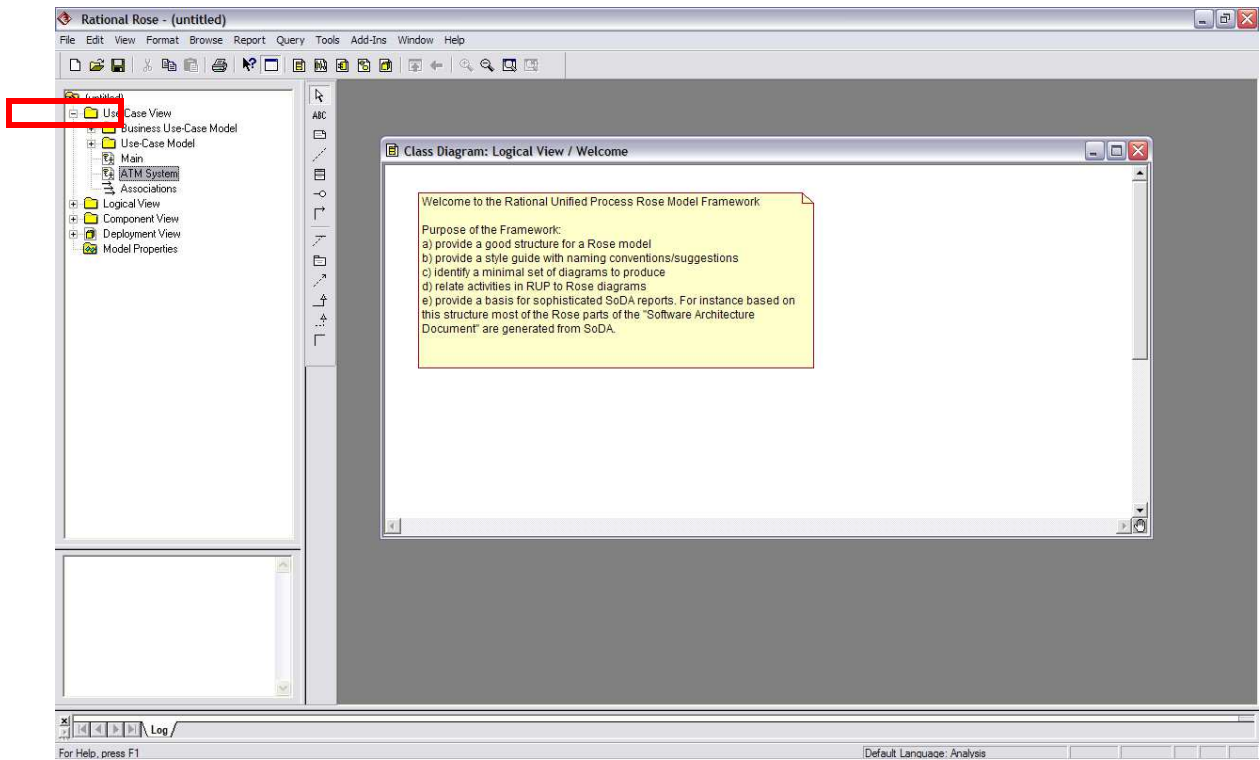 Rational Rose - (untitled)
File Edit View Format Browse Report Query Tools Add-Ins Window Help
(untitled)
Use Case View
Business Use-Case Model
Use-Case Model
Main
ATM System
Associations
Logical View
Component View
Deployment View
Model Properties
ABC
Class Diagram: Logical View / Welcome
Welcome to the Rational Unified Process Rose Model Framework
Purpose of the Framework:
a) provide a good structure for a Rose model
b) provide a style guide with naming conventions/suggestions
c) identify a minimal set of diagrams to produce
d) relate activities in RUP to Rose diagrams
e) provide a basis for sophisticated SoDA reports. For instance based on
this structure most of the Rose parts of the "Software Architecture
Document" are generated from SoDA.
Log
For Help, press F1
Default Language: Analysis